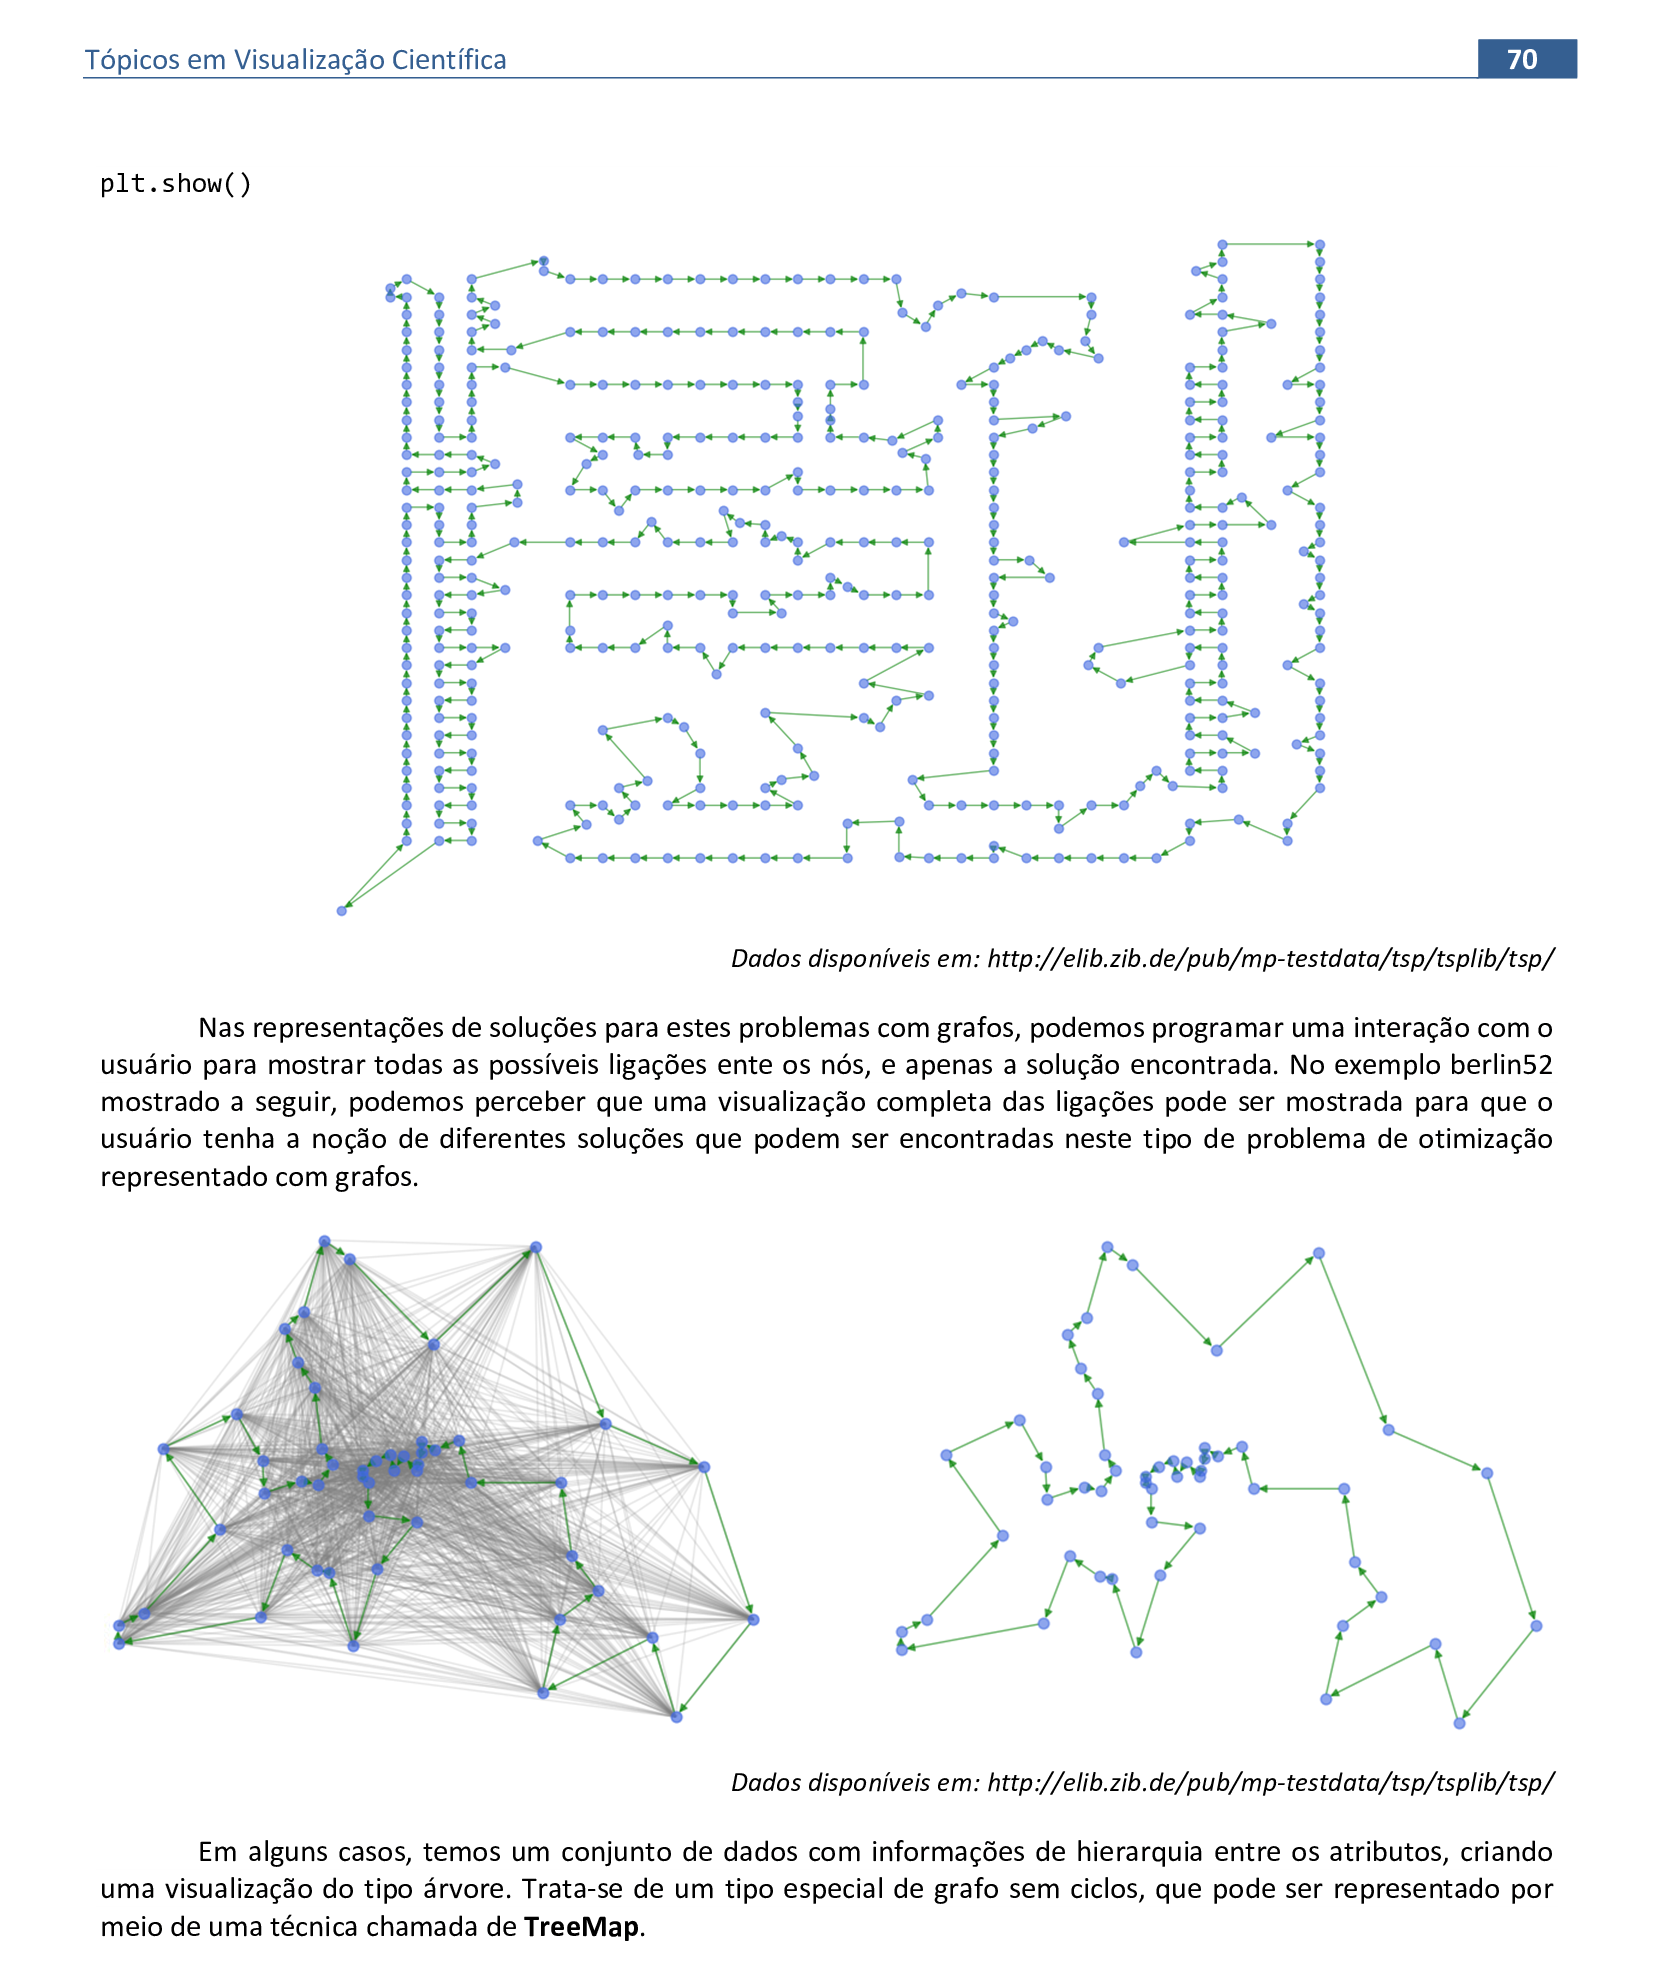 Tópicos em Visualização Científica
70
plt.show()
Dados disponíveis em: http://elib.zib.de/pub/mp-testdata/tsp/tsplib/tsp/
Nas representações de soluções para estes problemas com grafos, podemos programar uma interação com o
usuário para mostrar todas as possíveis ligações ente os nós, e apenas a solução encontrada. No exemplo berlin52
mostrado a seguir, podemos perceber que uma visualização completa das ligações pode ser mostrada para que o
usuário tenha a noção de diferentes soluções que podem ser encontradas neste tipo de problema de otimização
representado com grafos.
Dados disponíveis em: http://elib.zib.de/pub/mp-testdata/tsp/tsplib/tsp/
Em alguns casos, temos um conjunto de dados com informações de hierarquia entre os atributos, criando
uma visualização do tipo árvore. Trata-se de um tipo especial de grafo sem ciclos, que pode ser representado por
meio de uma técnica chamada de TreeMap.